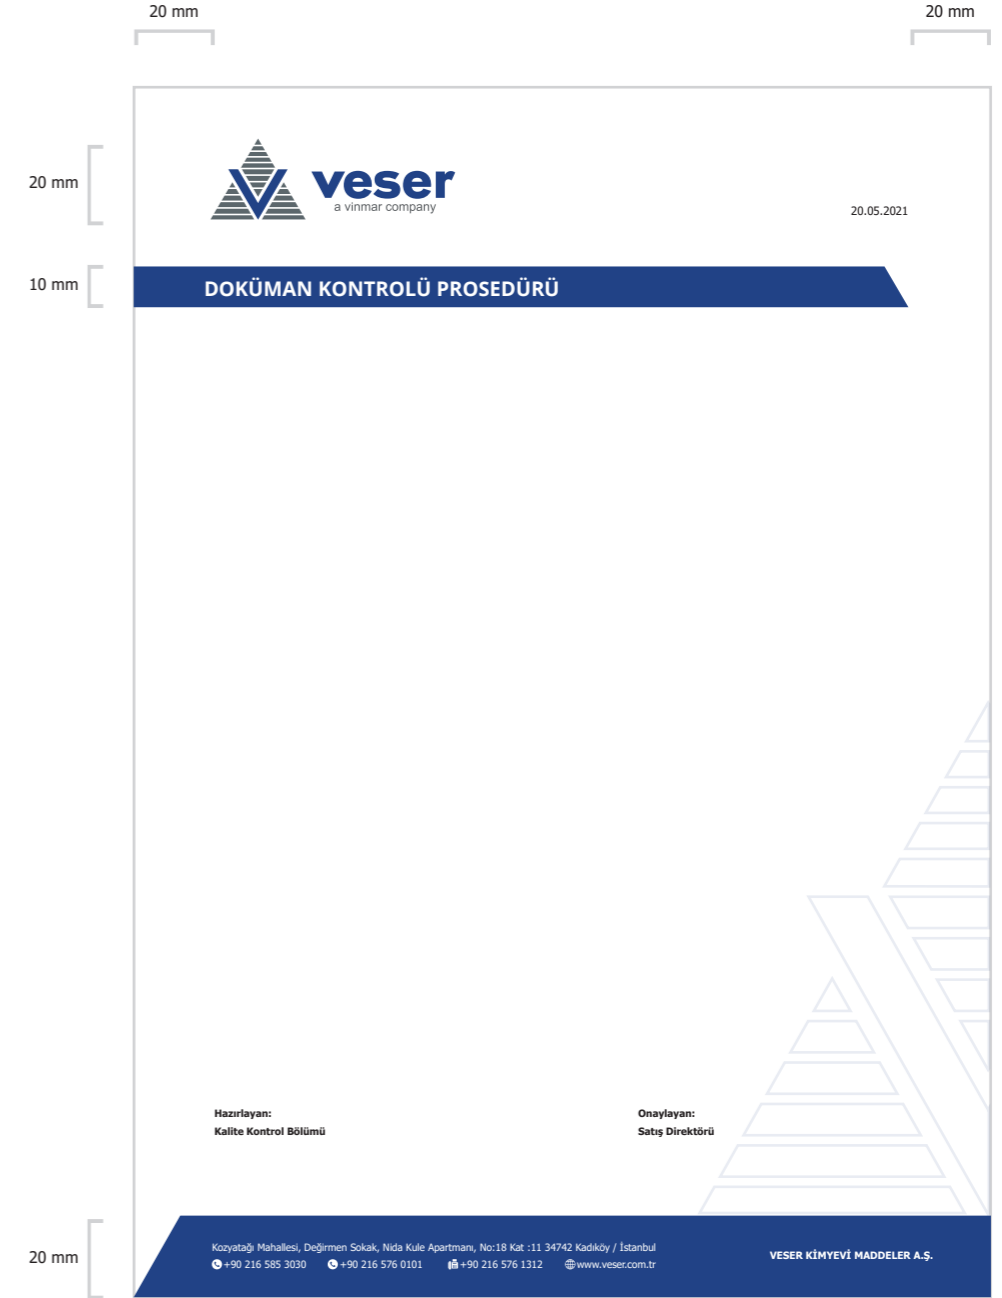 20 mm
20 mm
20 mm
veser
a vinmar company
20.05.2021
10 mm
DOKÜMAN KONTROLÜ PROSEDÜRÜ
Hazırlayan:
Kalite Kontrol Bölümü
Onaylayan:
Satış Direktörü
20 mm
Kozyatağı Mahallesi, Değirmen Sokak, Nida Kule Apartmanı, No:18 Kat :11 34742 Kadıköy / İstanbul
+90 216 585 3030 +90 216 576 0101 +90 216 576 1312 www.veser.com.tr
VESER KİMYEVİ MADDELER A.Ş.